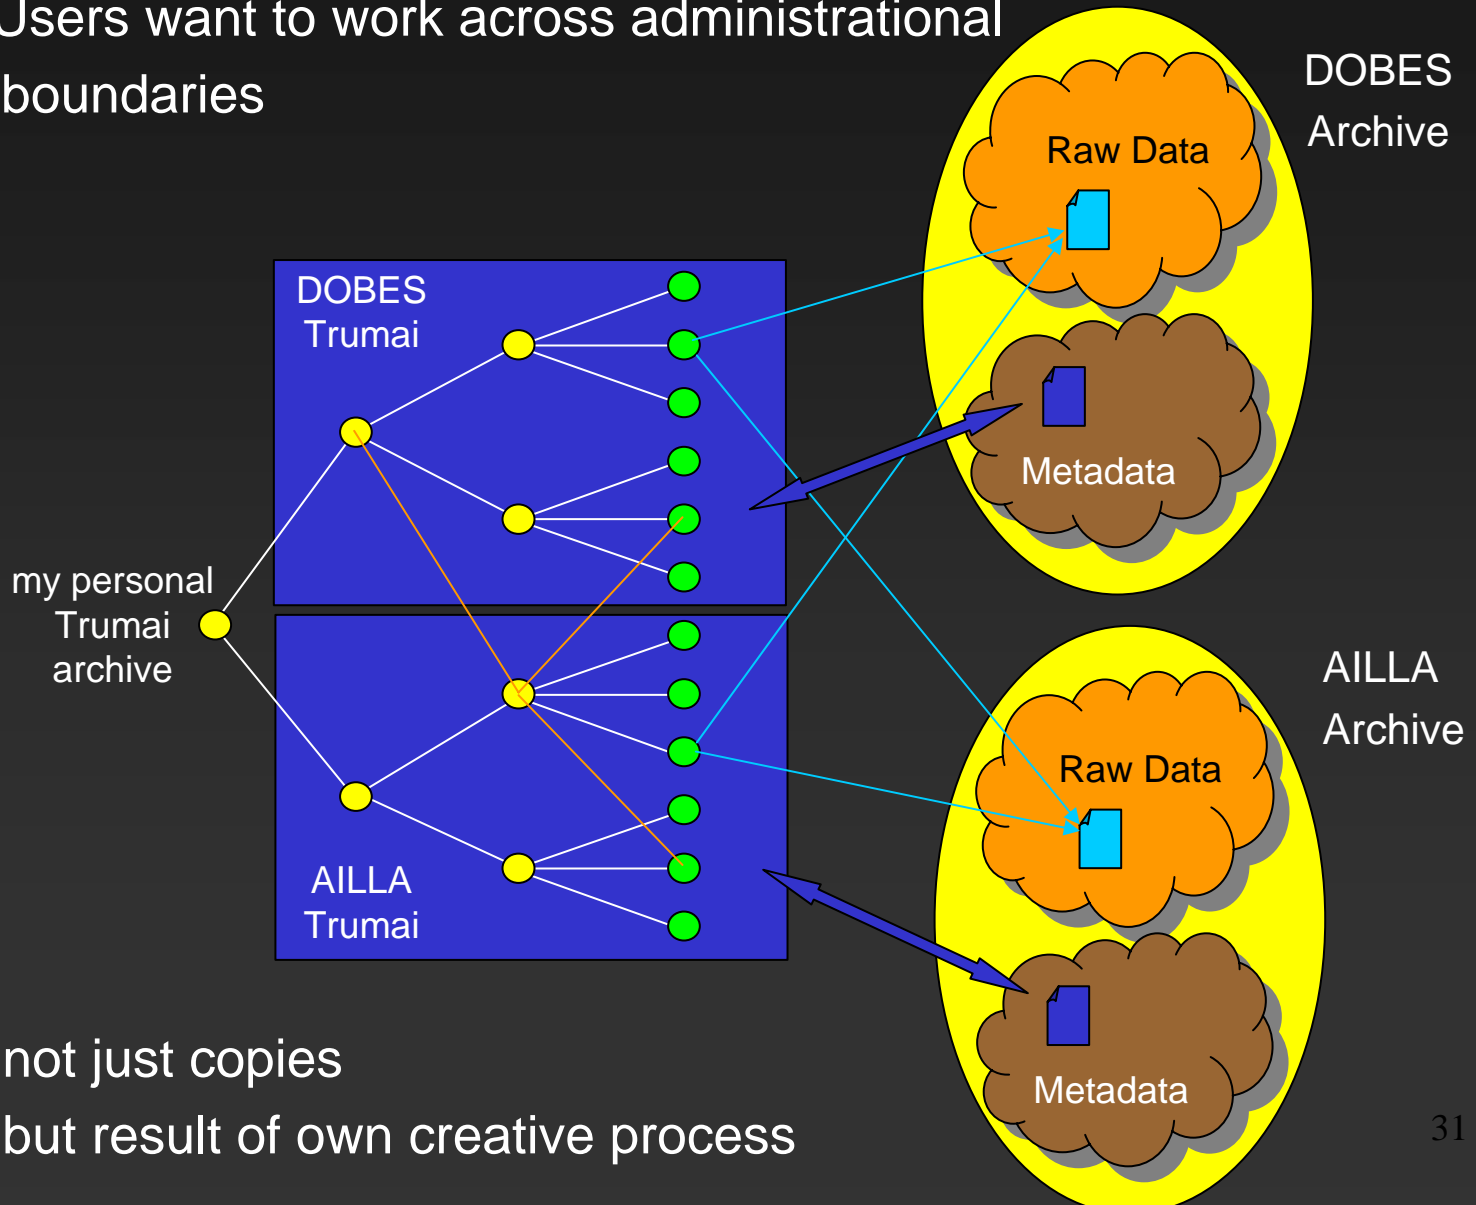 Users want to work across administrational
boundaries
DOBES
Archive
Raw Data
Metadata
DOBES
Trumai
my personal
Trumai
archive
AILLA
Trumai
AILLA
Archive
Raw Data
Metadata
not just copies
but result of own creative process
31